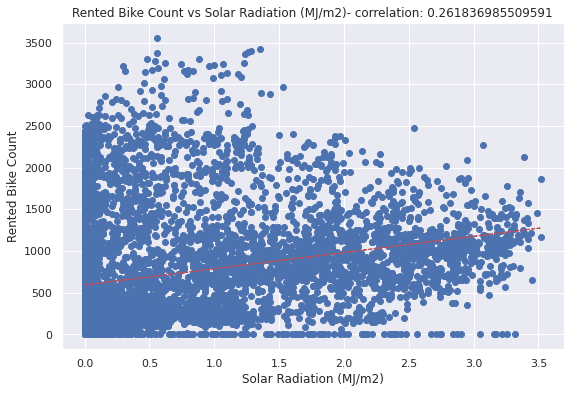 Rented Bike Count vs Solar Radiation (MJ/m2)- correlation: 0.261836985509591
3500
3000
2500
2000
1500
1000
500
0
Rented Bike Count
0.0 0.5 1.0 1.5 2.0 2.5 3.0 3.5
Solar Radiation (MJ/m2)